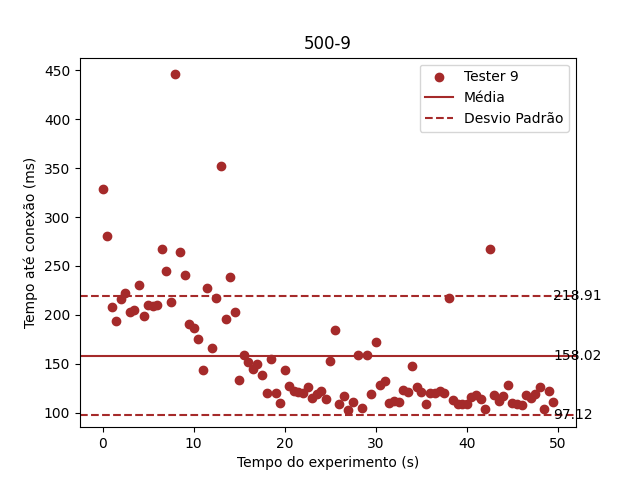 500-9
Tester 9
Média
Desvio Padrão
Tempo até conexão (ms)
450
400
350
300
250
200
150
100
218.91
158.02
97.12
0 10 20 30 40 50
Tempo do experimento (s)